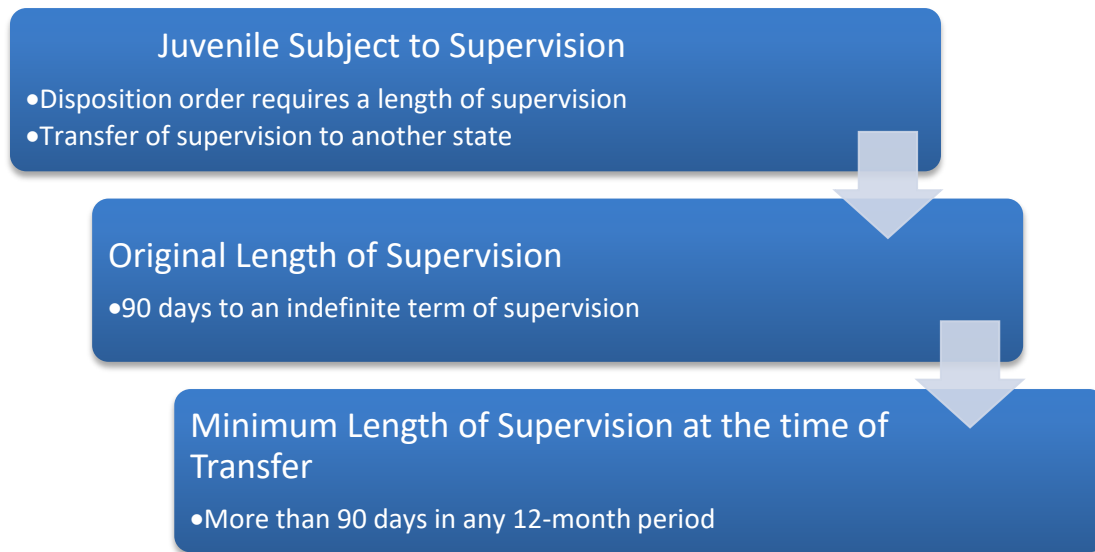 Juvenile Subject to Supervision
•Disposition order requires a length of supervision
•Transfer of supervision to another state
Original Length of Supervision
•90 days to an indefinite term of supervision
Minimum Length of Supervision at the time of
Transfer
•More than 90 days in any 12-month period